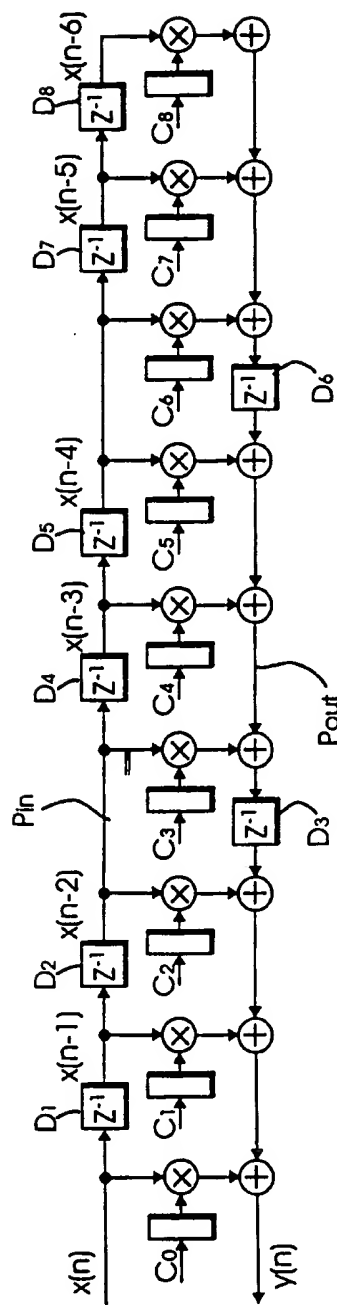 x(n) x(n-1) x(n-2) x(n-3) x(n-4) x(n-5) x(n-6)
D1 D2 Pin D4 D5 D7 D8
Z-1 Z-1 Z-1 Z-1 Z-1 Z-1
C0 C1 C2 C3 C4 C5 C6 C7 C8
Z-1 Z-1
y(n) D3 Pout D6